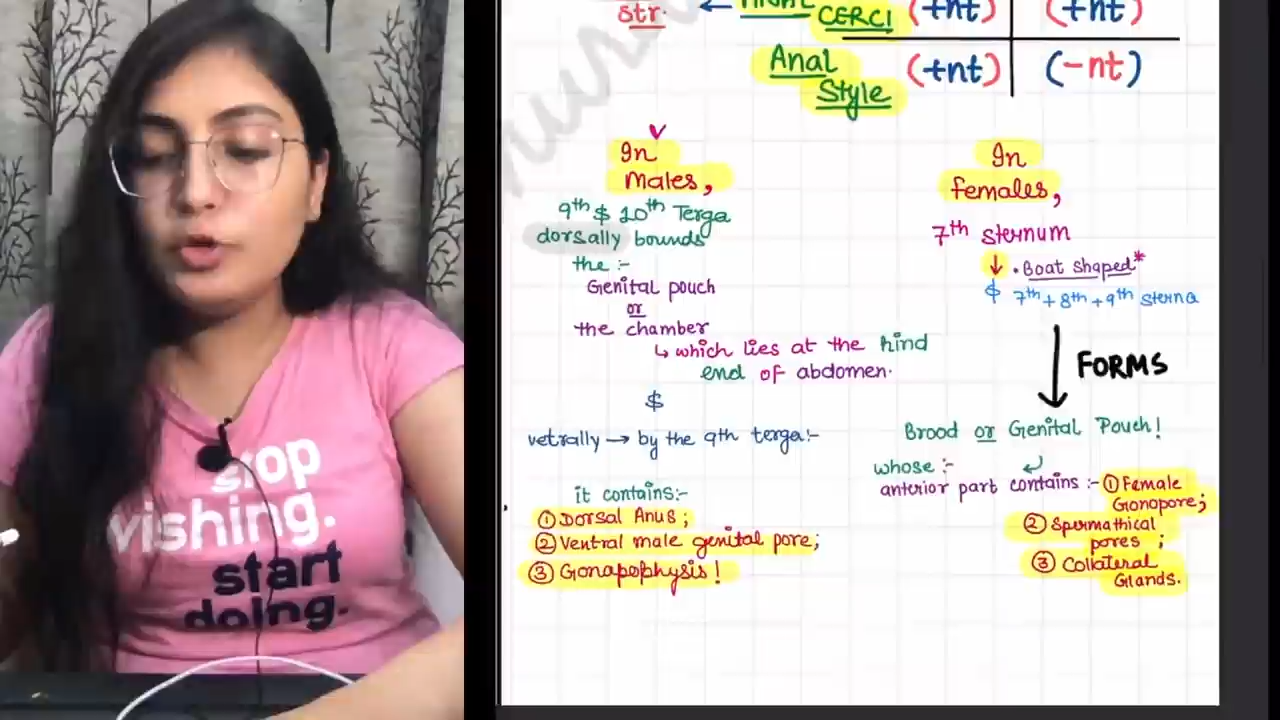 str. ← ANAL CERCI (+nt) (+nt)
Anal Style (+nt) (-nt)
In Males,
9th $ 10th Terga
dorsally bounds
the :-
Genital pouch
or
the chamber
↳ which lies at the hind
end of abdomen.
$
vetrally → by the 9th terga:-
it contains:-
① Dorsal Anus ;
② Ventral male genital pore;
③ Gonapophysis !
In females,
7th sternum
↓ • Boat shaped*
$ 7th + 8th + 9th sterna
FORMS
Brood or Genital Pouch!
whose :-
anterior part contains :- ① Female
Gonopore;
② Spermathical
pores ;
③ Collateral
Glands.
stop
wishing.
start
doing.